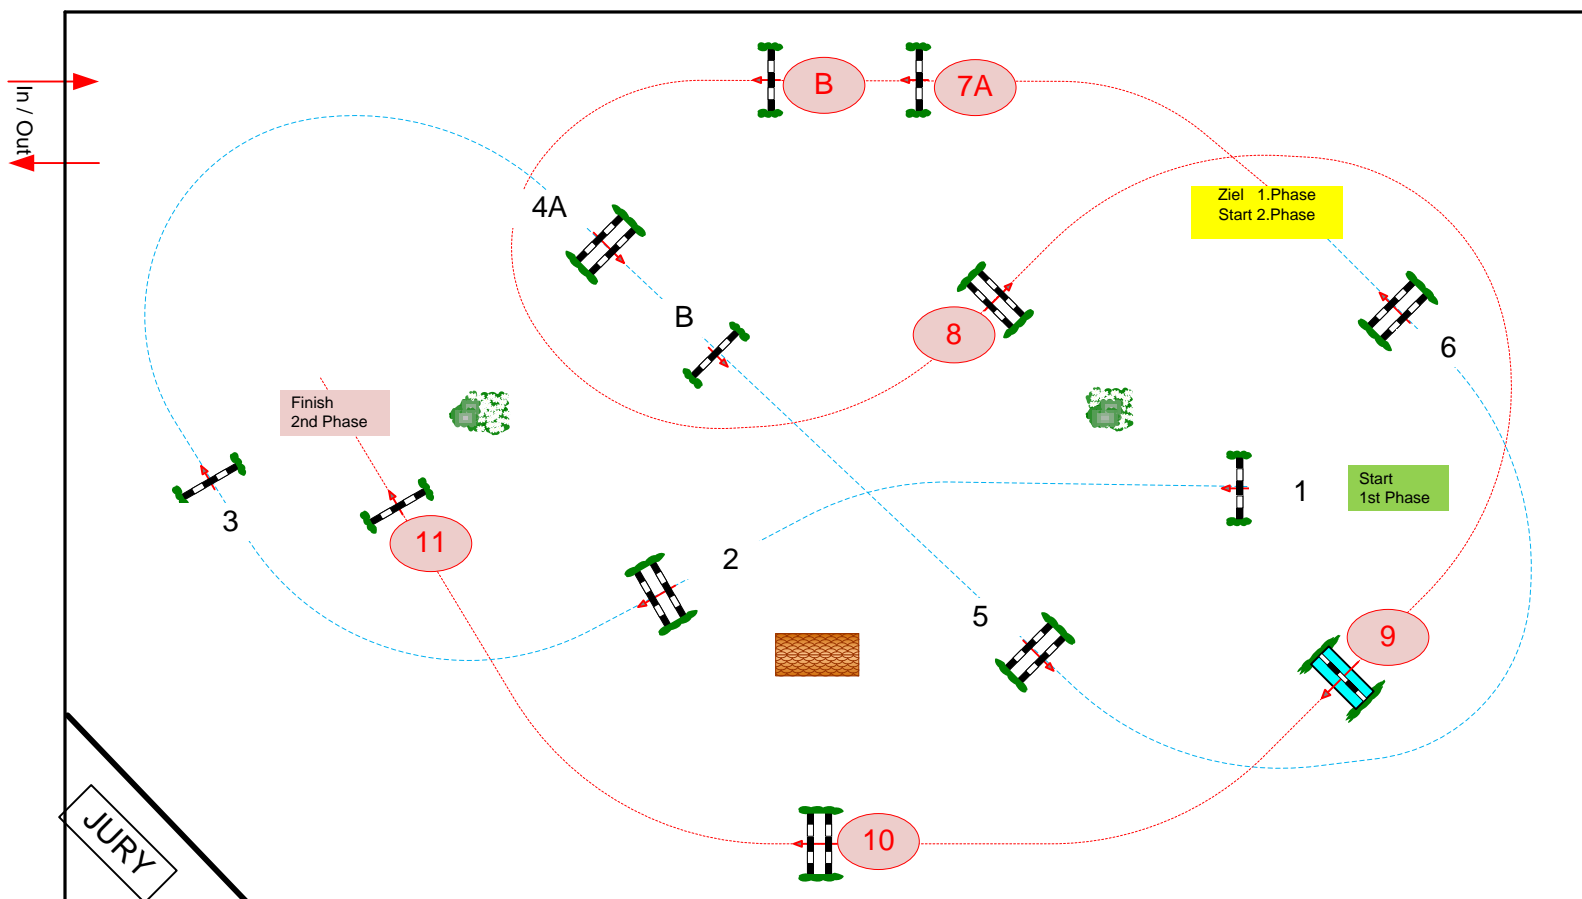 In / Out
B
7A
4A
Ziel 1.Phase
Start 2.Phase
B
8
6
Finish
2nd Phase
Start
1st Phase
1
3
11
2
5
9
10
JURY